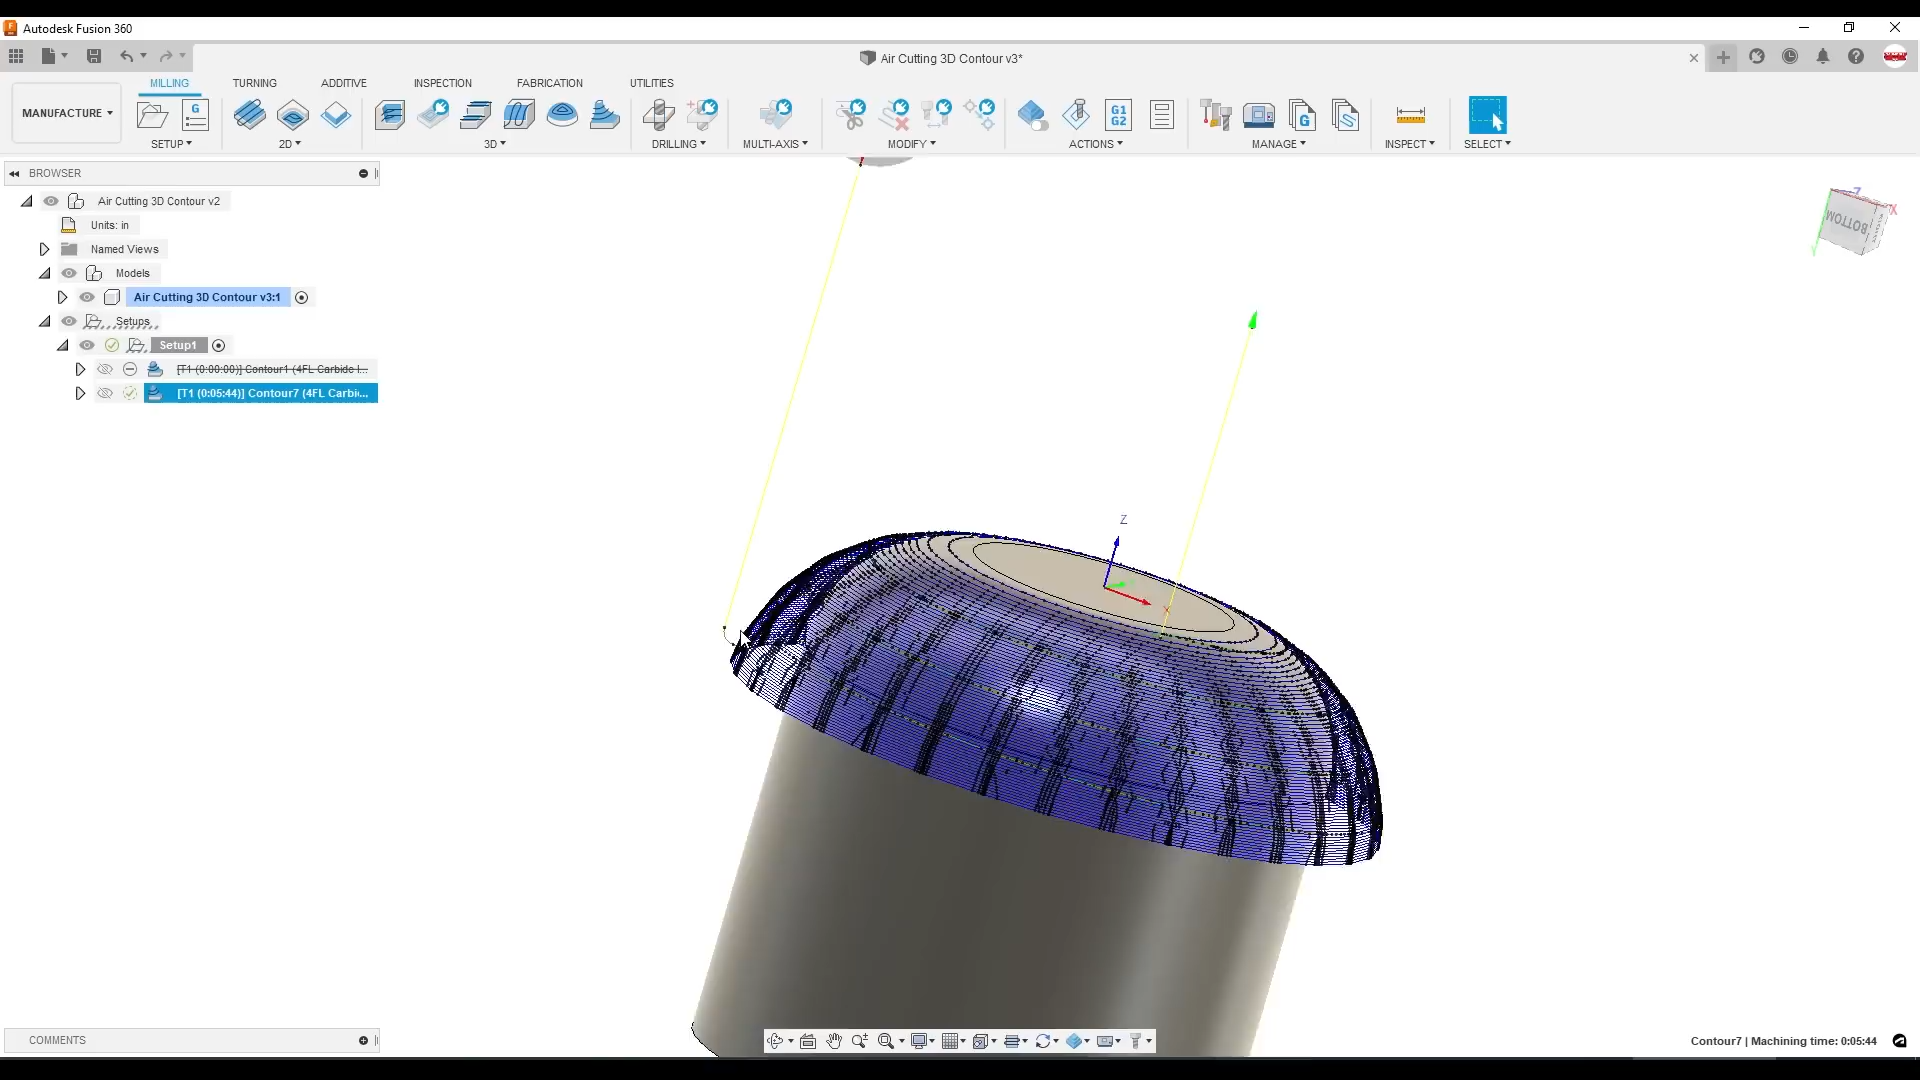 Autodesk Fusion 360
Air Cutting 3D Contour v3*
MILLING TURNING ADDITIVE INSPECTION FABRICATION UTILITIES
MANUFACTURE
G
G1
G2
G
SETUP 2D 3D DRILLING MULTI-AXIS MODIFY ACTIONS MANAGE INSPECT SELECT
BROWSER
Air Cutting 3D Contour v2
Units: in
Named Views
Models
Air Cutting 3D Contour v3:1
Setups
Setup1
[T1 (0:00:00)] Contour1 (4FL Carbide I...
[T1 (0:05:44)] Contour7 (4FL Carbi...
Z
X
Y
BOTTOM
Z
X
COMMENTS
Contour7 | Machining time: 0:05:44